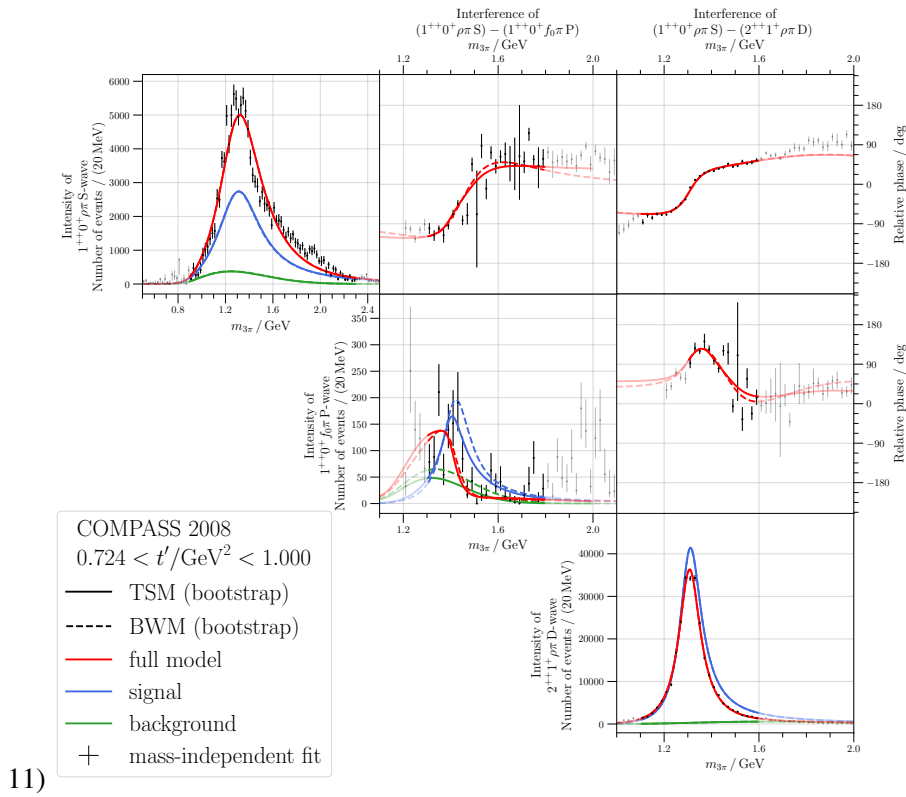 Interference of
(1⁺⁺0⁺ρπ S) − (1⁺⁺0⁺f₀π P)
m₃π / GeV
Interference of
(1⁺⁺0⁺ρπ S) − (2⁺⁺1⁺ρπ D)
m₃π / GeV
1.2 1.6 2.0
1.2 1.6 2.0
Intensity of
1⁺⁺0⁺ρπ S-wave
Number of events / (20 MeV)
6000
5000
4000
3000
2000
1000
0
0.8 1.2 1.6 2.0 2.4
m₃π / GeV
180
90
0
−90
−180
Relative phase / deg
Intensity of
1⁺⁺0⁺f₀π P-wave
Number of events / (20 MeV)
350
300
250
200
150
100
50
0
1.2 1.6 2.0
m₃π / GeV
180
90
0
−90
−180
Relative phase / deg
Intensity of
2⁺⁺1⁺ρπ D-wave
Number of events / (20 MeV)
40000
30000
20000
10000
0
1.2 1.6 2.0
m₃π / GeV
COMPASS 2008
0.724 < t′/GeV² < 1.000
TSM (bootstrap)
BWM (bootstrap)
full model
signal
background
mass-independent fit
11)